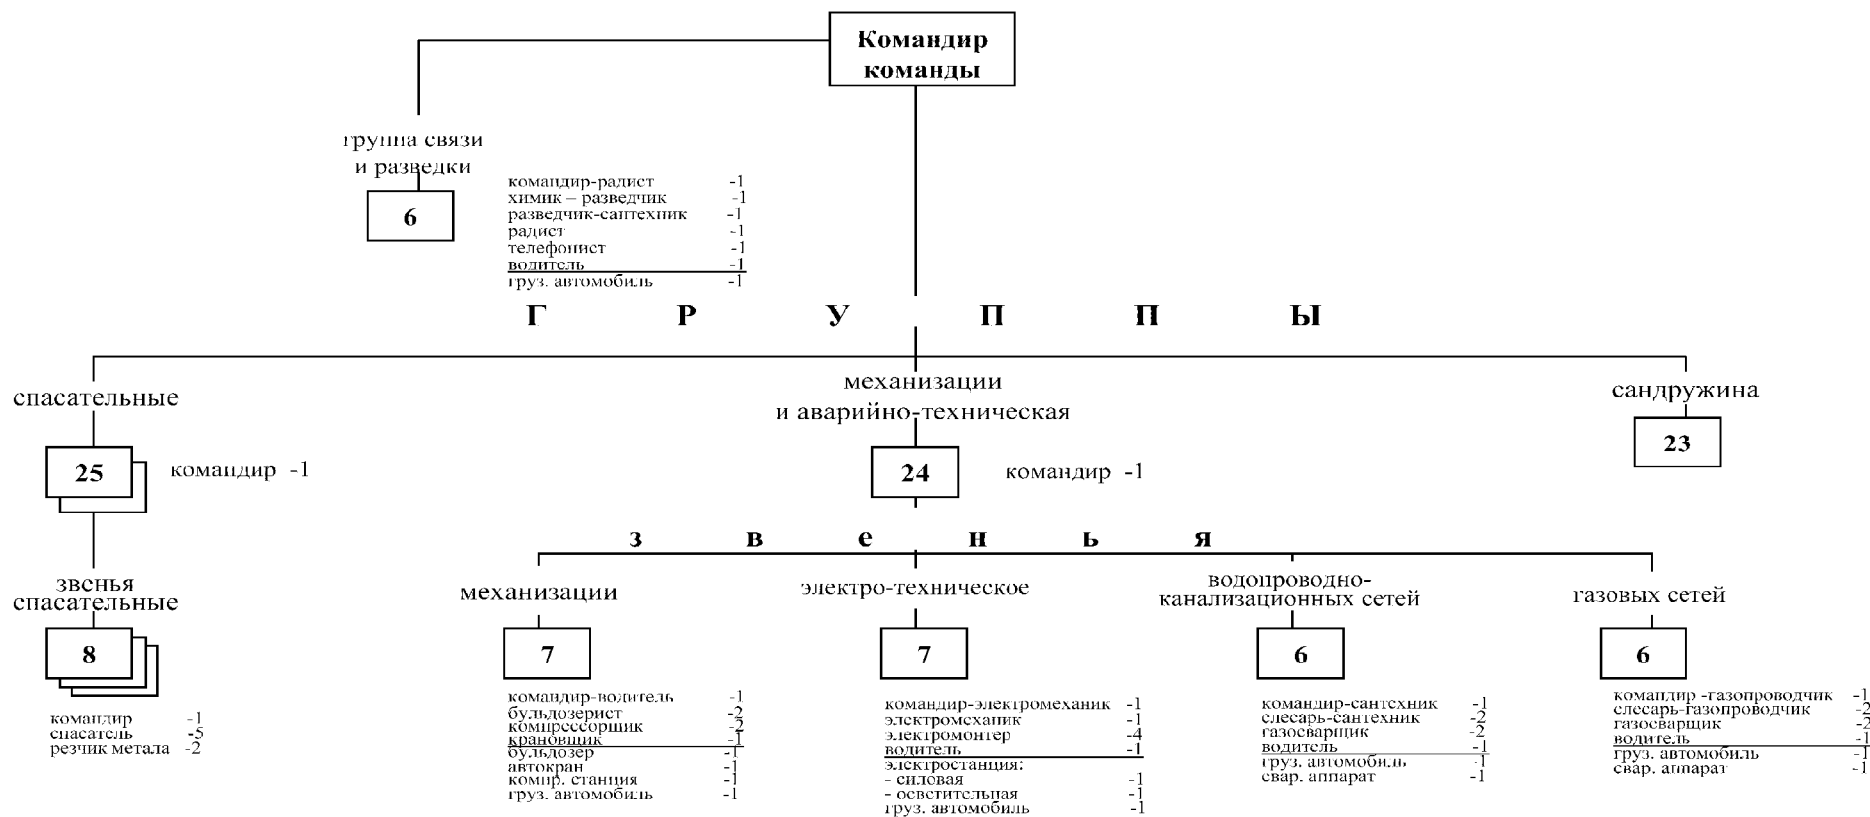 Командир
команды
группа связи
и разведки
6
командир-радист -1
химик – разведчик -1
разведчик-сантехник -1
радист -1
телефонист -1
водитель -1
груз. автомобиль -1
Г Р У П П Ы
спасательные
25
командир -1
механизации
и аварийно-техническая
24
командир -1
сандружина
23
з в е н ь я
звенья
спасательные
8
командир -1
спасатель -5
резчик метала -2
механизации
7
командир-водитель -1
бульдозерист -2
компрессорщик -2
крановщик -1
бульдозер -1
автокран -1
компр. станция -1
груз. автомобиль -1
электро-техническое
7
командир-электромеханик -1
электромеханик -1
электромонтер -4
водитель -1
электростанция:
- силовая -1
- осветительная -1
груз. автомобиль -1
водопроводно-
канализационных сетей
6
командир-сантехник -1
слесарь-сантехник -2
газосварщик -2
водитель -1
груз. автомобиль -1
свар. аппарат -1
газовых сетей
6
командир -газопроводчик -1
слесарь-газопроводчик -2
газосварщик -2
водитель -1
груз. автомобиль -1
свар. аппарат -1